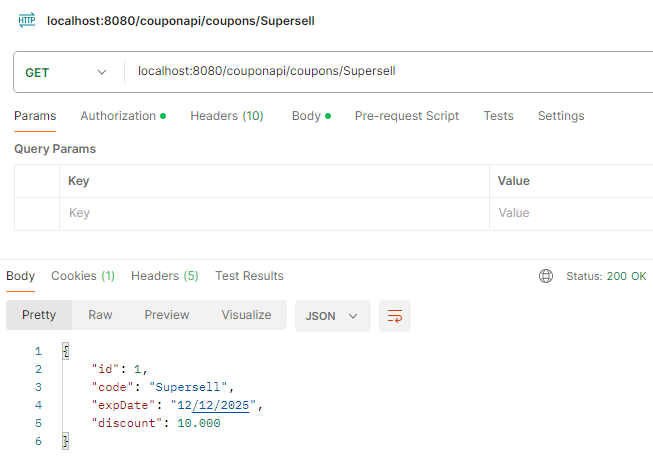 HTTP localhost:8080/couponapi/coupons/Supersell
GET localhost:8080/couponapi/coupons/Supersell
Params Authorization Headers (10) Body Pre-request Script Tests Settings
Query Params
Key Value
Key Value
Body Cookies (1) Headers (5) Test Results Status: 200 OK
Pretty Raw Preview Visualize JSON
1 {
2 "id": 1,
3 "code": "Supersell",
4 "expDate": "12/12/2025",
5 "discount": 10.000
6 }